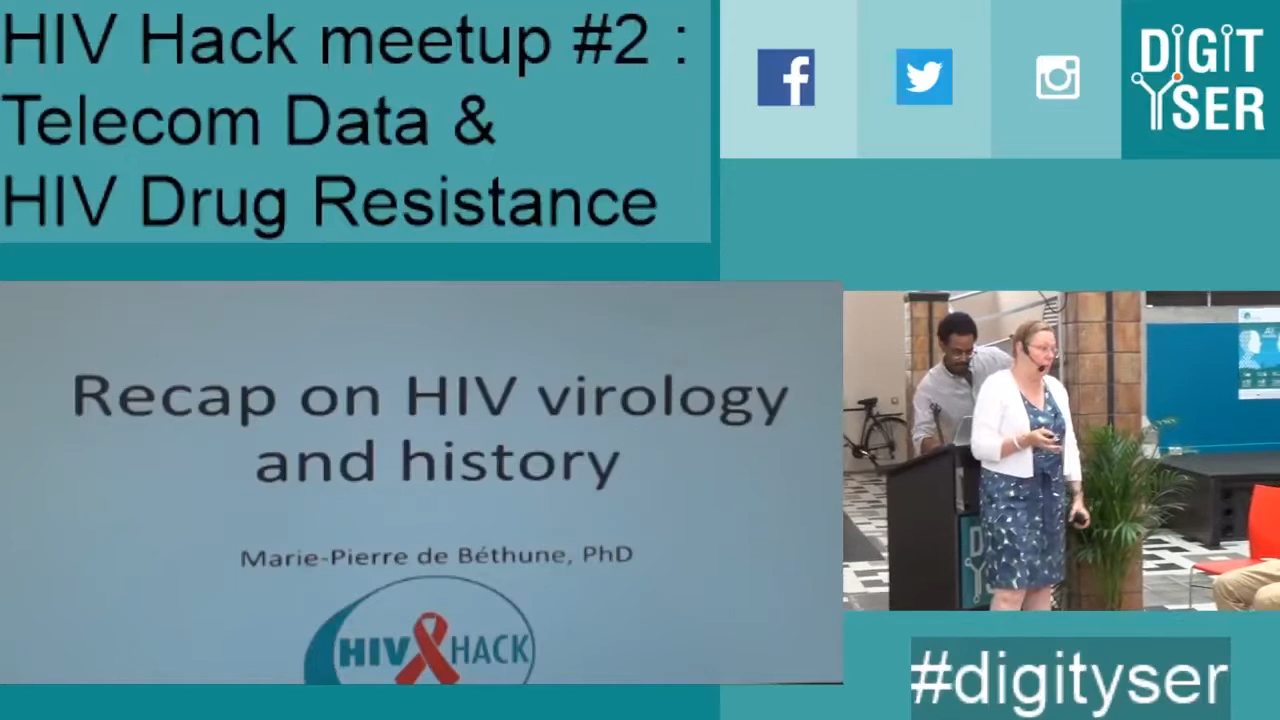 HIV Hack meetup #2 :
Telecom Data &
HIV Drug Resistance
DIGIT
YSER
Recap on HIV virology
and history
Marie-Pierre de Béthune, PhD
HIV HACK
#digityser